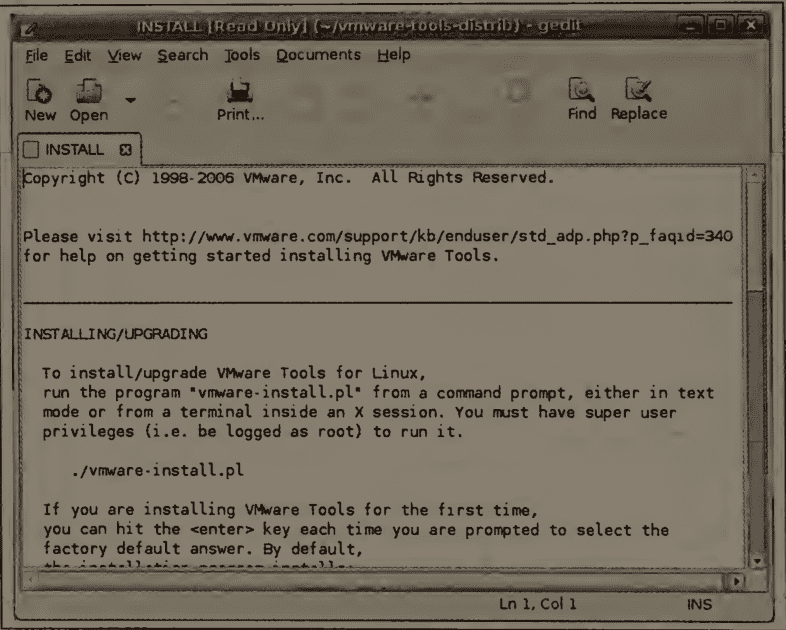 INSTALL [Read Only] (~/vmware-tools-distrib) - gedit
File Edit View Search Tools Documents Help
New Open Print... Find Replace
INSTALL
Copyright (C) 1998-2006 VMware, Inc. All Rights Reserved.
Please visit http://www.vmware.com/support/kb/enduser/std_adp.php?p_faqid=340
for help on getting started installing VMware Tools.
INSTALLING/UPGRADING
To install/upgrade VMware Tools for Linux,
run the program "vmware-install.pl" from a command prompt, either in text
mode or from a terminal inside an X session. You must have super user
privileges (i.e. be logged as root) to run it.
./vmware-install.pl
If you are installing VMware Tools for the first time,
you can hit the <enter> key each time you are prompted to select the
factory default answer. By default,
Ln 1, Col 1 INS